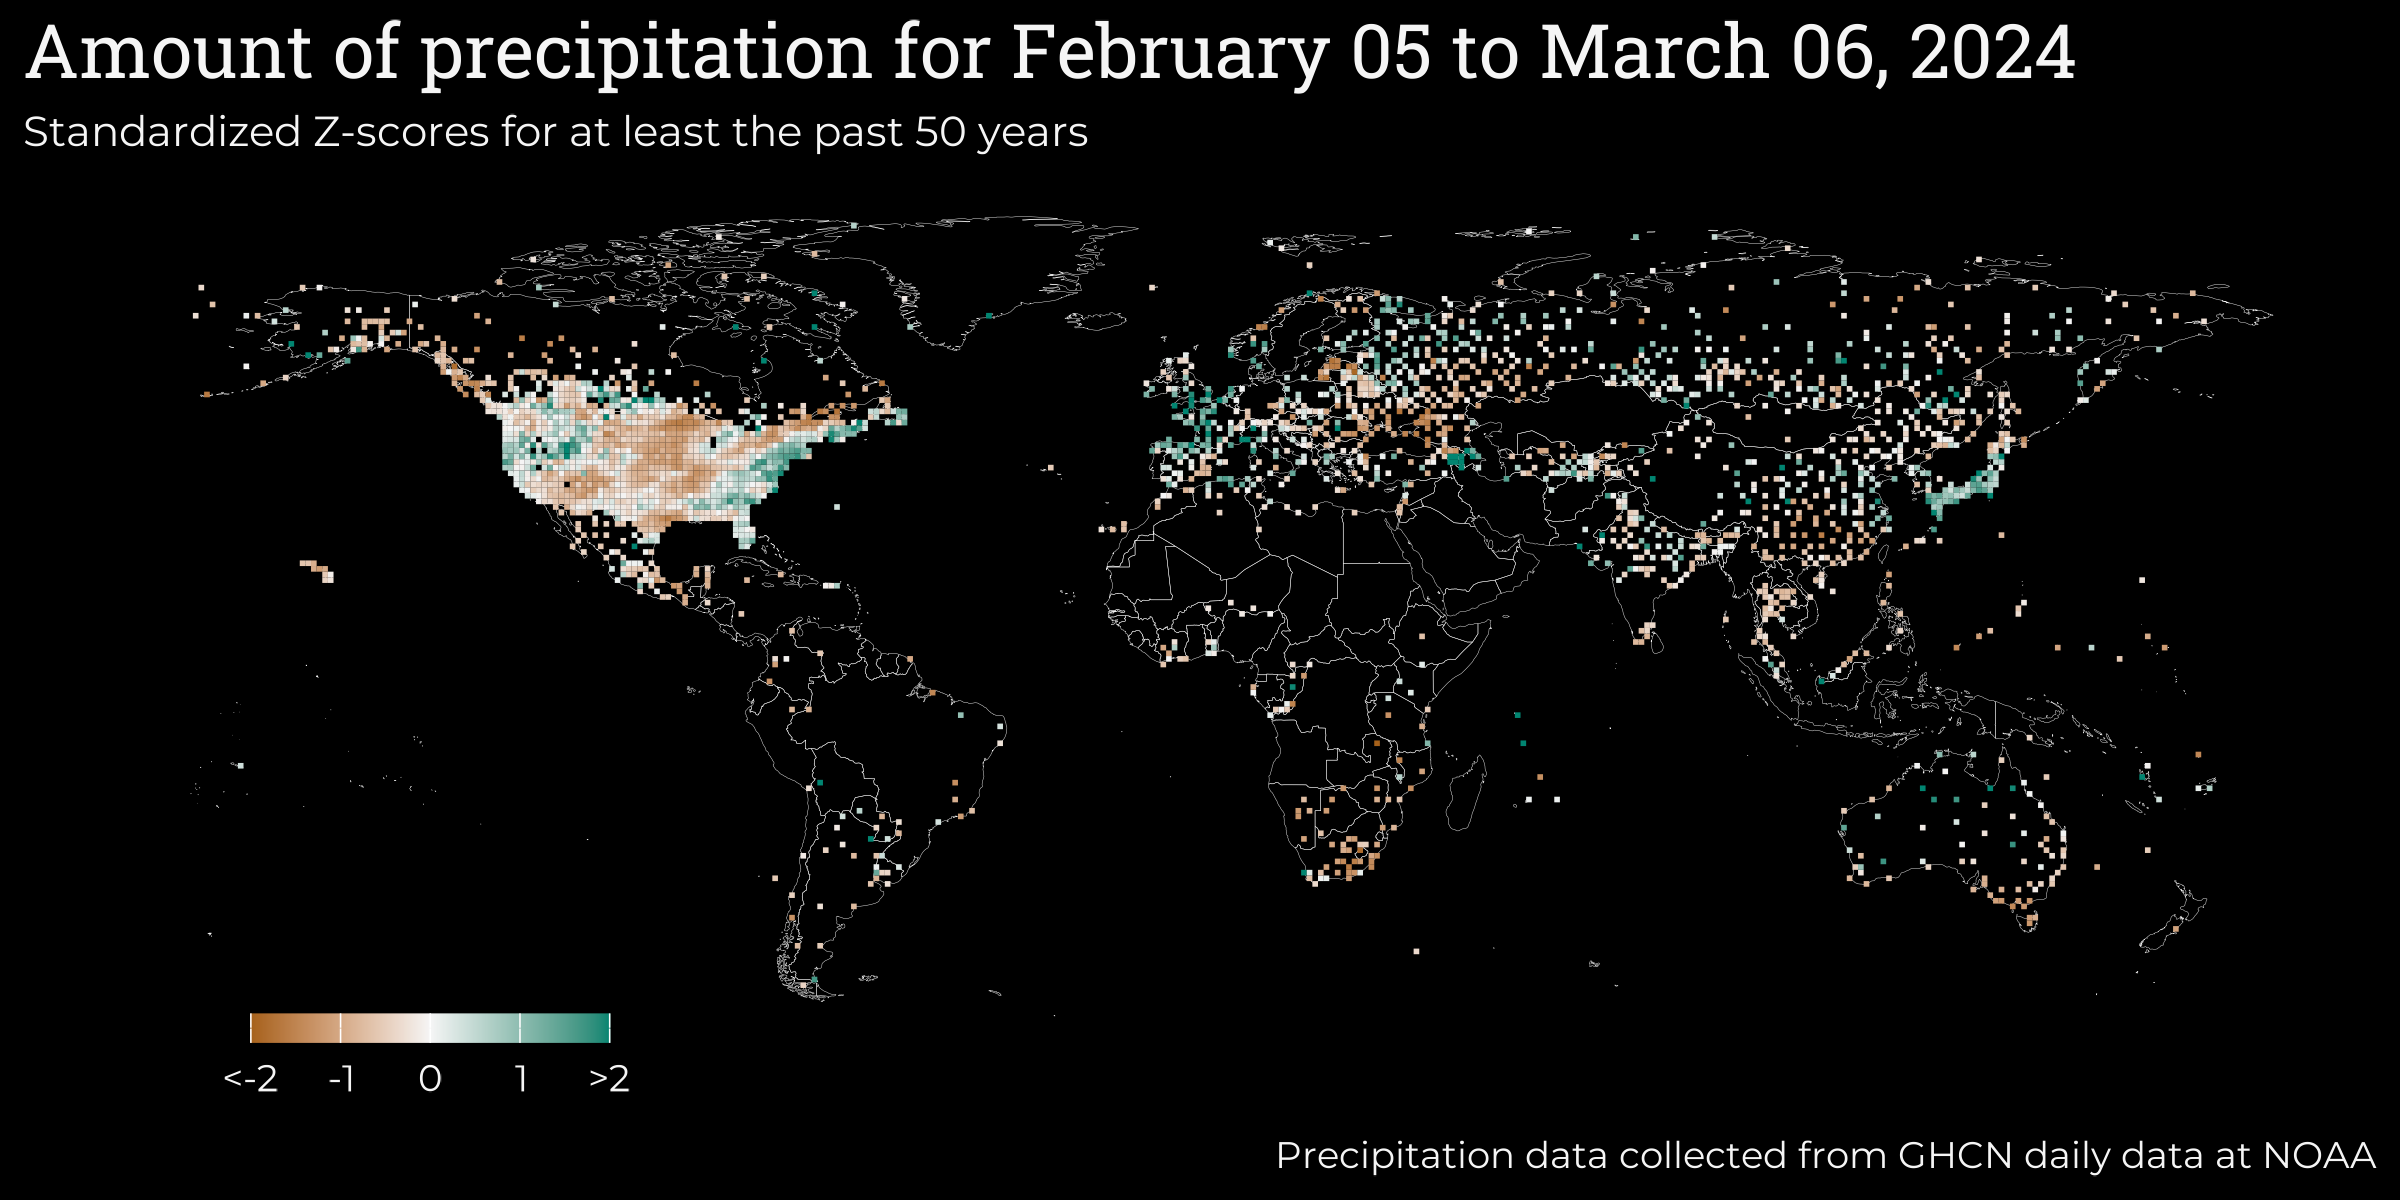 Amount of precipitation for February 05 to March 06, 2024
Standardized Z-scores for at least the past 50 years
<-2 -1 0 1 >2
Precipitation data collected from GHCN daily data at NOAA